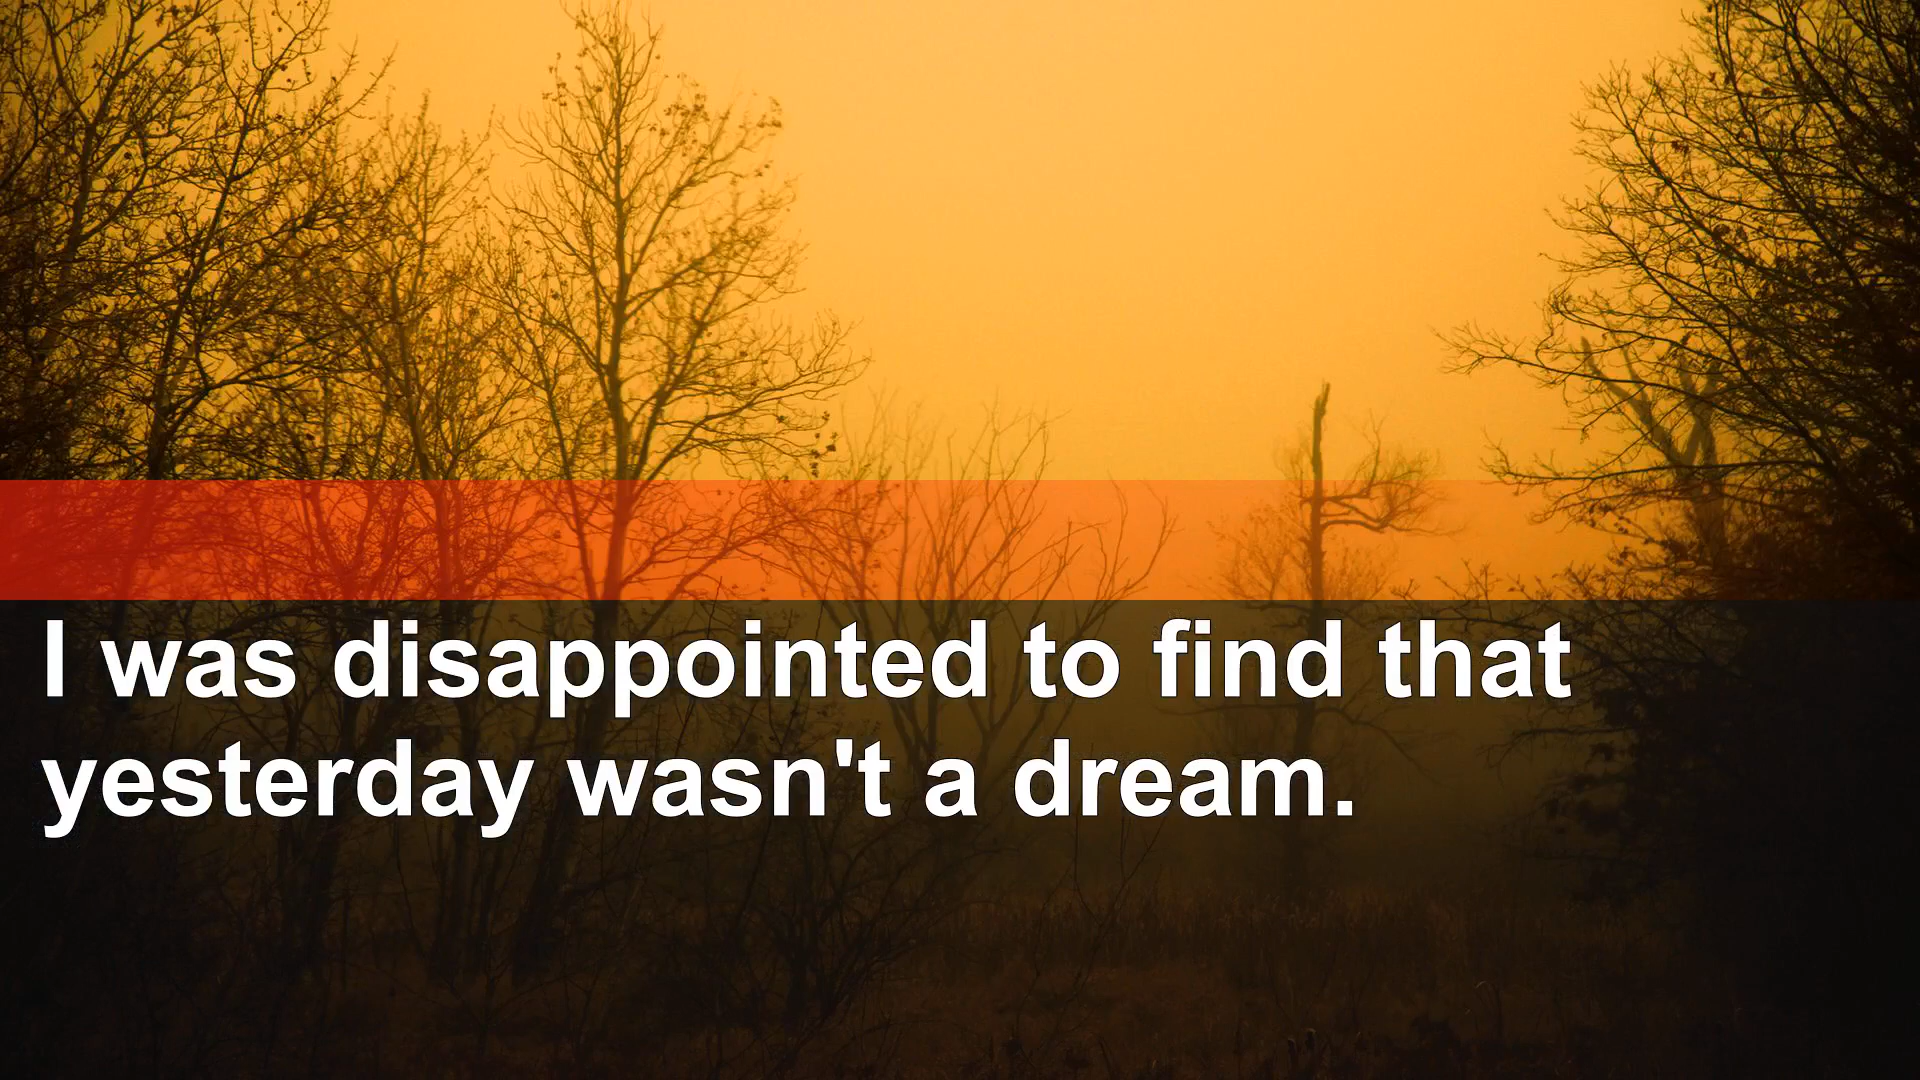 I was disappointed to find that
yesterday wasn't a dream.